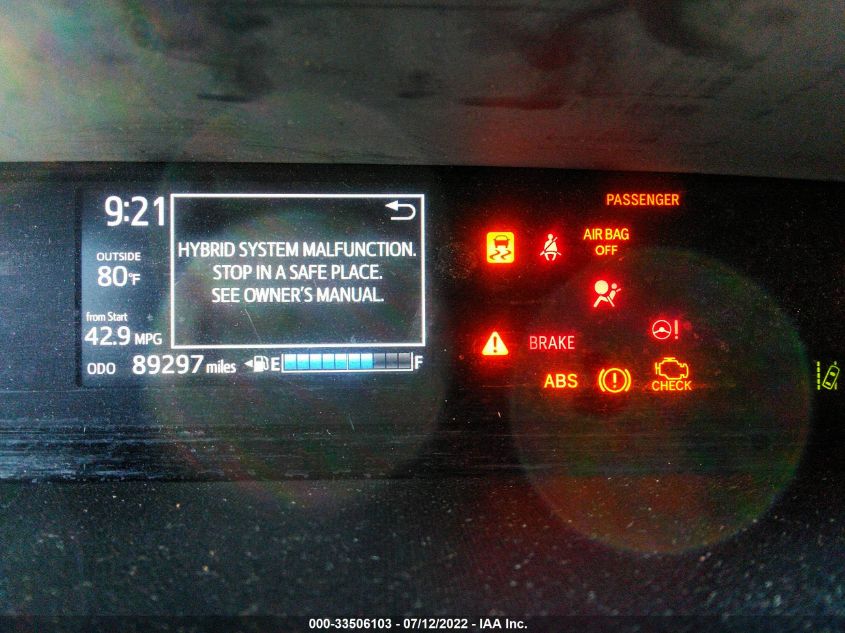 9:21
HYBRID SYSTEM MALFUNCTION.
STOP IN A SAFE PLACE.
SEE OWNER'S MANUAL.
OUTSIDE
80°F
from Start
42.9 MPG
ODO 89297 miles
E F
PASSENGER
AIR BAG
OFF
BRAKE
ABS
CHECK
000-33506103 - 07/12/2022 - IAA Inc.